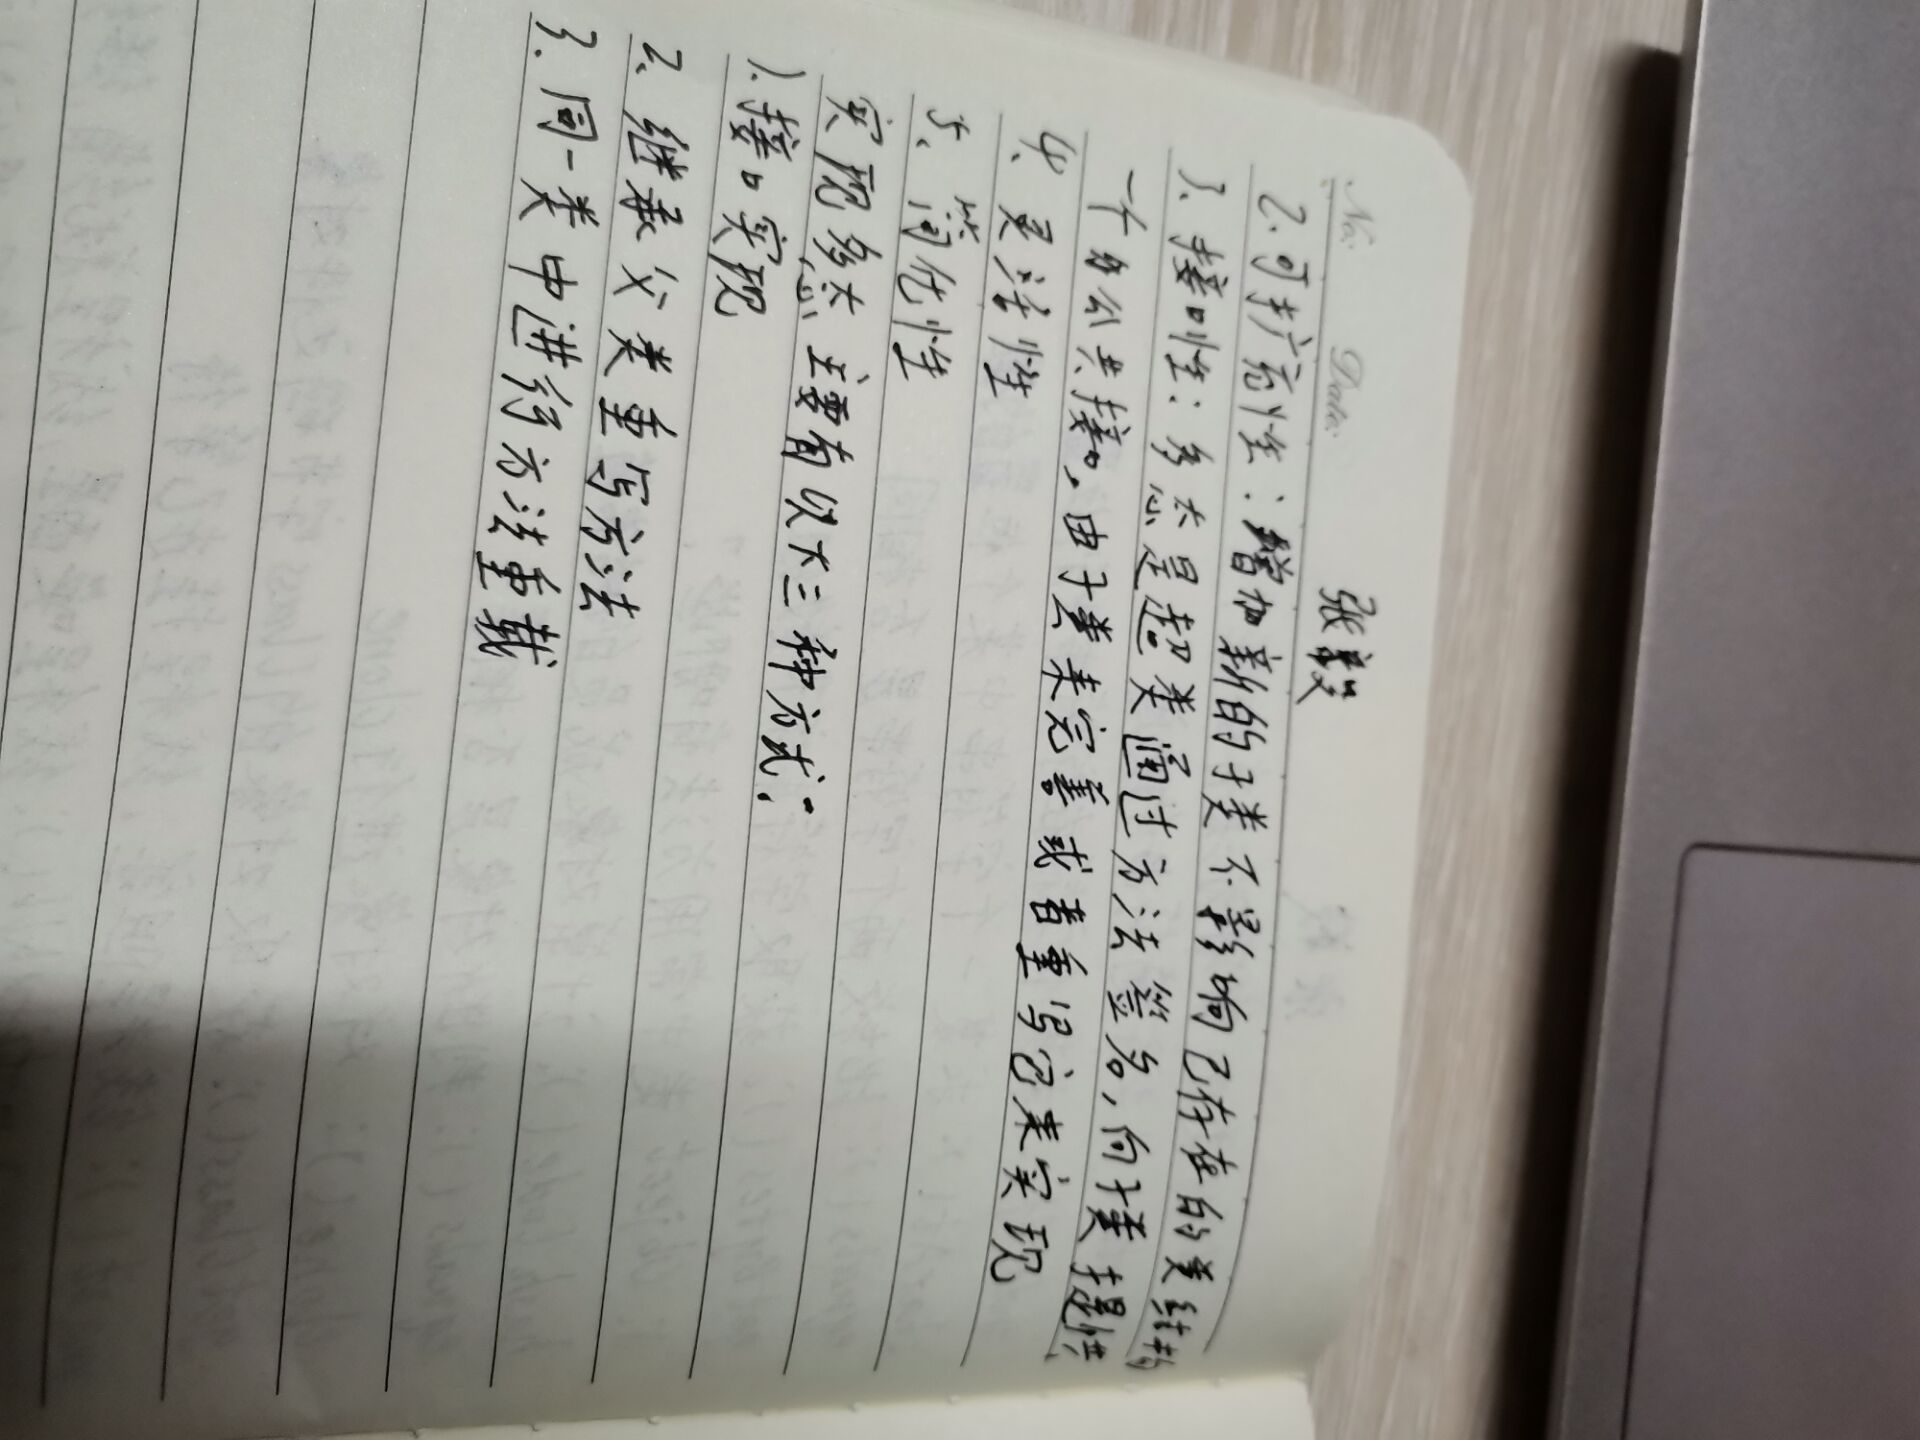 No:
Date:
张毅
2.可扩充性：增加新的子类不影响已存在的类结构
3.接口性：多态是超类通过方法签名，向子类提供
一个公共接口，由子类来完善或者重写它来实现
4、灵活性
5、简化性
实现多态主要有以下三种方式：
1.接口实现
2、继承父类重写方法
3.同一类中进行方法重载